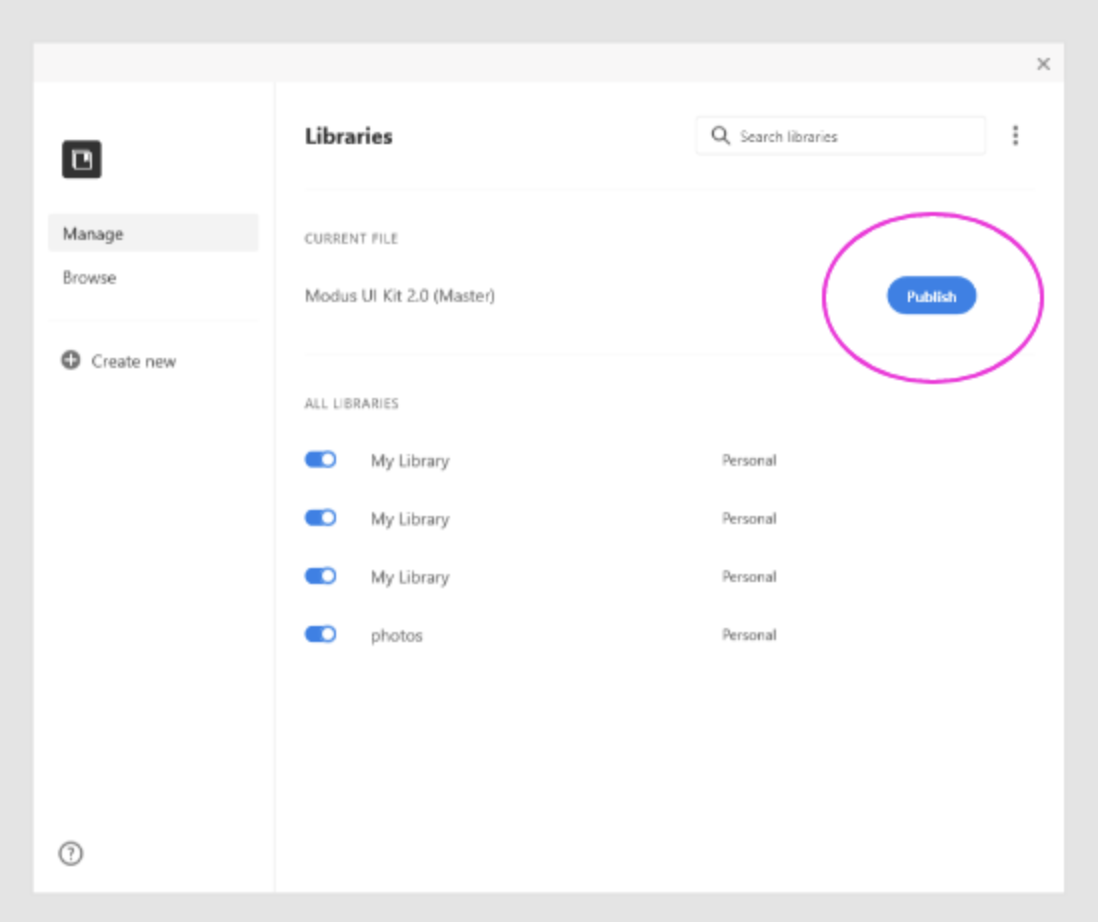 Libraries
Search libraries
Manage
Browse
Create new
CURRENT FILE
Modus UI Kit 2.0 (Master)
Publish
ALL LIBRARIES
My Library Personal
My Library Personal
My Library Personal
photos Personal